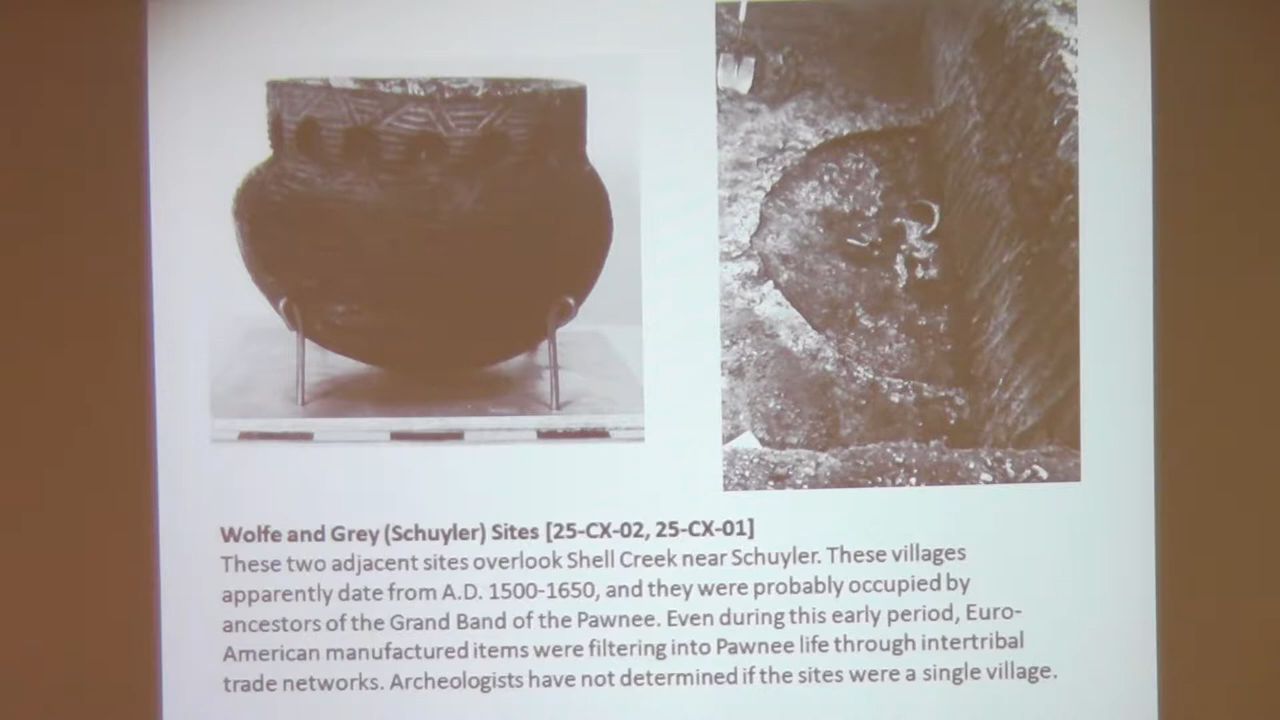 Wolfe and Grey (Schuyler) Sites [25-CX-02, 25-CX-01]
These two adjacent sites overlook Shell Creek near Schuyler. These villages
apparently date from A.D. 1500-1650, and they were probably occupied by
ancestors of the Grand Band of the Pawnee. Even during this early period, Euro-
American manufactured items were filtering into Pawnee life through intertribal
trade networks. Archeologists have not determined if the sites were a single village.